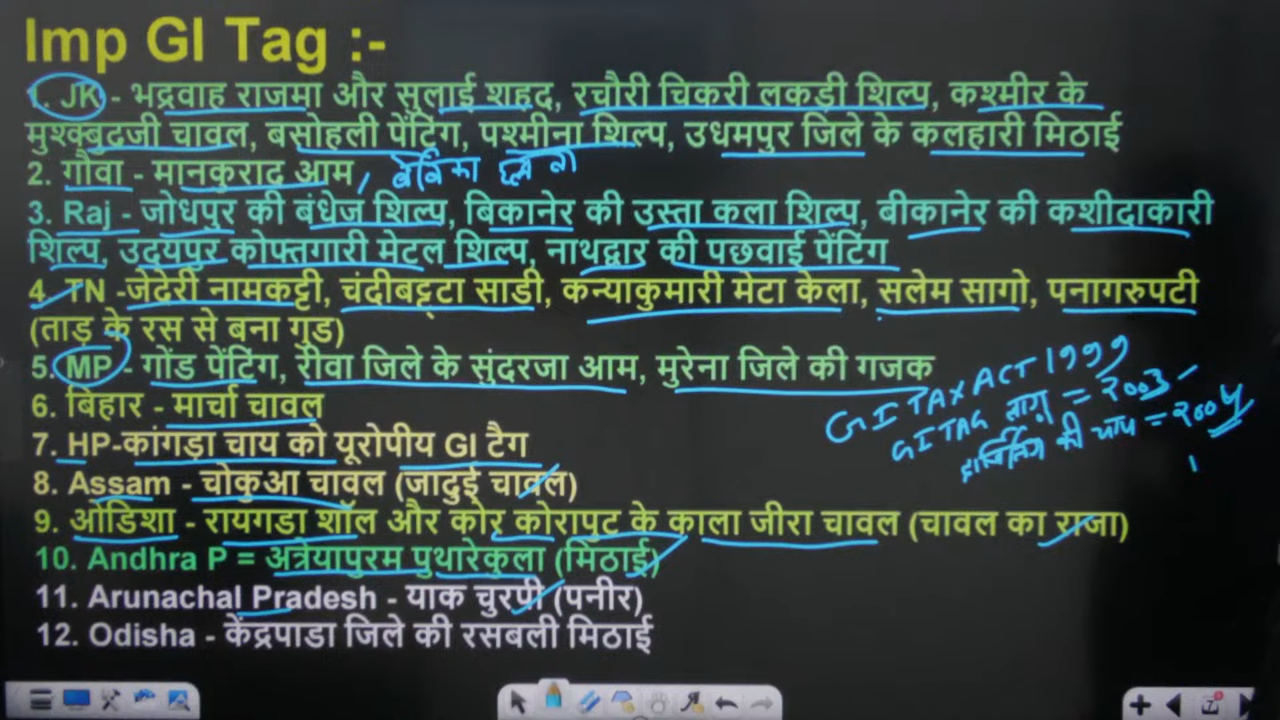 Imp GI Tag :-
1. JK - भद्रवाह राजमा और सुलाई शहद, रचौरी चिकरी लकड़ी शिल्प, कश्मीर के
मुश्क्बुदजी चावल, बसोहली पेंटिंग, पश्मीना शिल्प, उधमपुर जिले के कलहारी मिठाई
2. गौवा - मानकुराद आम,
3. Raj - जोधपुर की बंधेज शिल्प, बिकानेर की उस्ता कला शिल्प, बीकानेर की कशीदाकारी
शिल्प, उदयपुर कोफ्तगारी मेटल शिल्प, नाथद्वार की पछवाई पेंटिंग
4. TN -जेदेरी नामकट्टी, चंदीबट्टटा साडी, कन्याकुमारी मेटा केला, सलेम सागो, पनागरुपटी
(ताड़ के रस से बना गुड)
5. MP - गोंड पेंटिंग, रीवा जिले के सुंदरजा आम, मुरेना जिले की गजक
GI TAX ACT 1999
6. बिहार - मार्चा चावल
GI TAG लागू = 2003
7. HP-कांगड़ा चाय को यूरोपीय GI टैग
की चाय = 2004
8. Assam - चोकुआ चावल (जादुई चावल)
9. ओडिशा - रायगडा शॉल और कोर कोरापुट के काला जीरा चावल (चावल का राजा)
10. Andhra P = अत्रेयापुरम पुथारेकुला (मिठाई)
11. Arunachal Pradesh - याक चुरपी (पनीर)
12. Odisha - केंद्रपाडा जिले की रसबली मिठाई